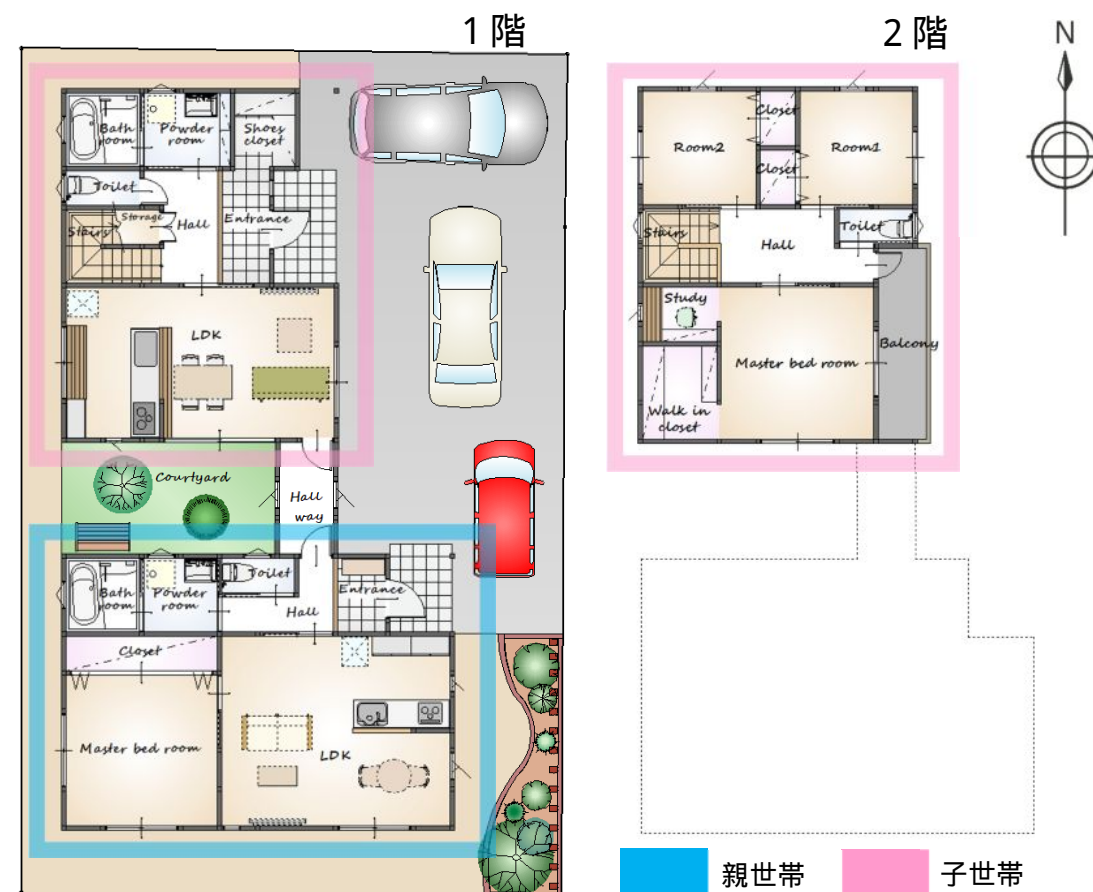 1階
2階
N
Bath
room
Powder
room
Shoes
closet
Toilet
Storage
Stairs
Hall
Entrance
LDK
Courtyard
Hall
way
Bath
room
Powder
room
Toilet
Hall
Entrance
Closet
Master bed room
LDK
Room2
Closet
Closet
Room1
Stairs
Hall
Toilet
Study
Walk in
closet
Master bed room
Balcony
親世帯
子世帯